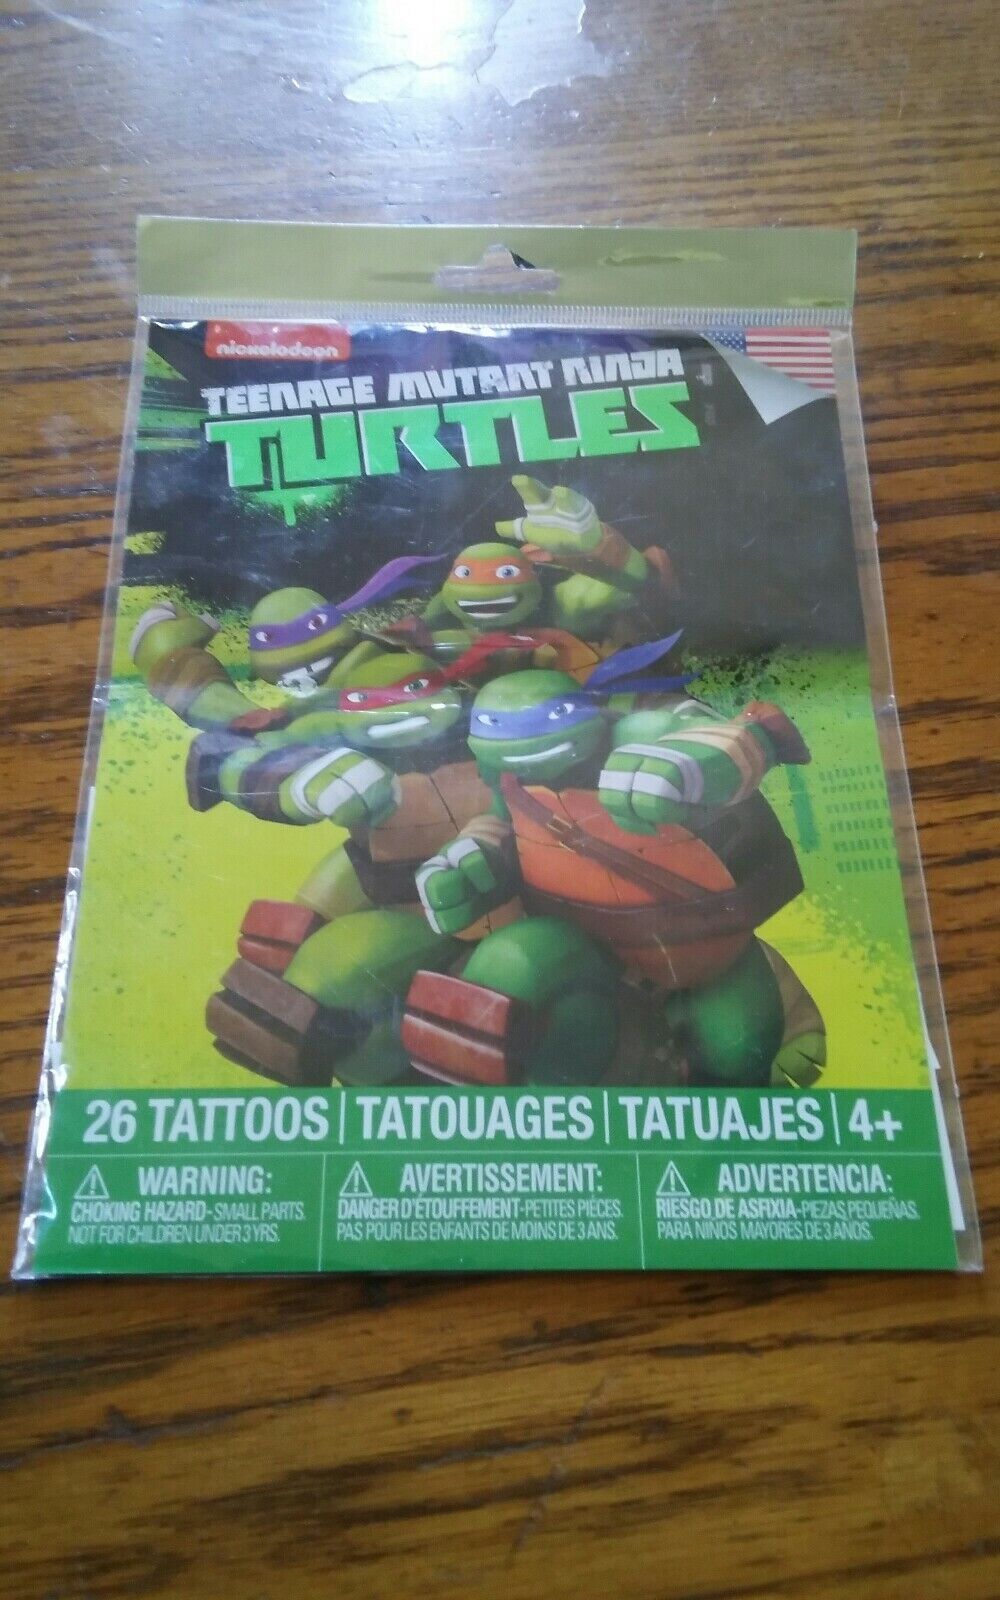 nickelodeon
TEENAGE MUTANT NINJA
TURTLES
26 TATTOOS | TATOUAGES | TATUAJES | 4+
WARNING:
CHOKING HAZARD-SMALL PARTS.
NOT FOR CHILDREN UNDER 3 YRS.
AVERTISSEMENT:
DANGER D'ÉTOUFFEMENT-PETITES PIÈCES.
PAS POUR LES ENFANTS DE MOINS DE 3 ANS.
ADVERTENCIA:
RIESGO DE ASFIXIA-PIEZAS PEQUEÑAS.
PARA NINOS MAYORES DE 3 ANOS.